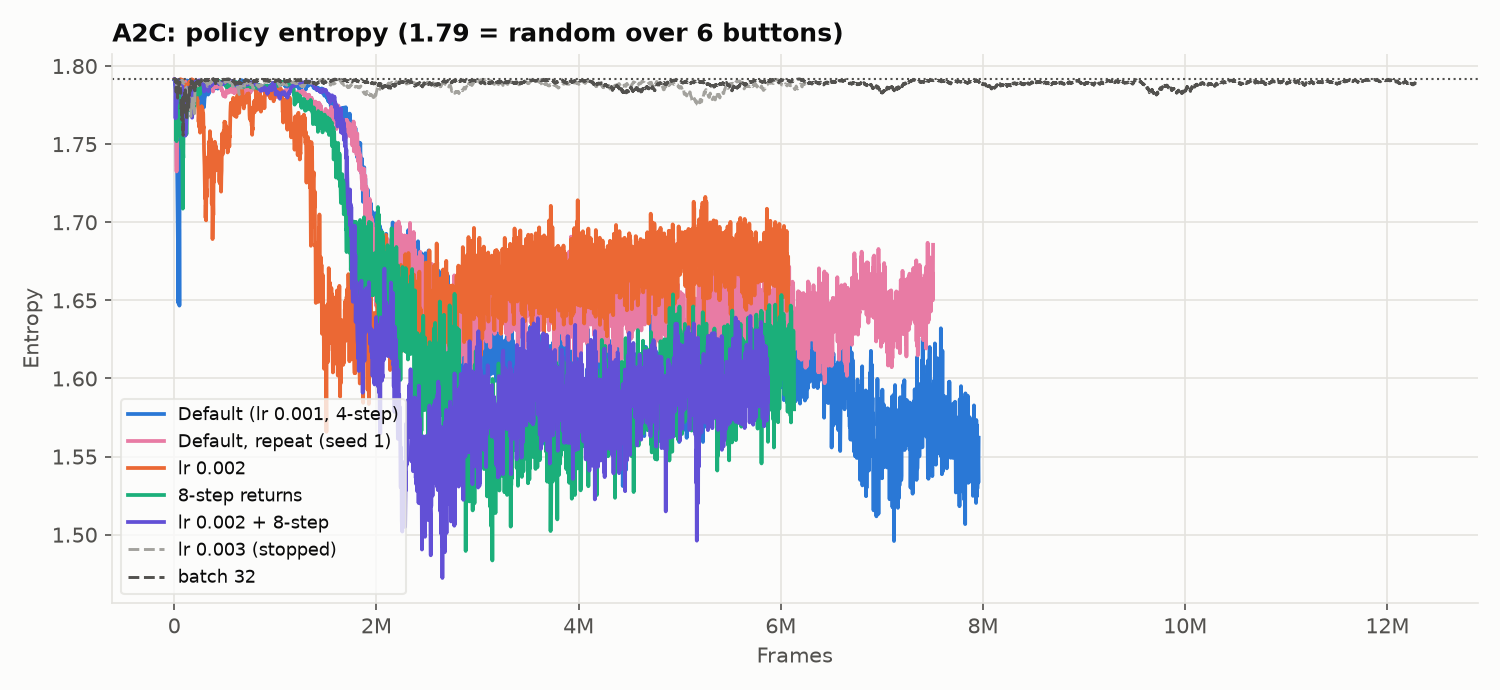 A2C: policy entropy (1.79 = random over 6 buttons)
1.80
1.75
1.70
1.65
1.60
1.55
1.50
Entropy
Default (lr 0.001, 4-step)
Default, repeat (seed 1)
lr 0.002
8-step returns
lr 0.002 + 8-step
lr 0.003 (stopped)
batch 32
0 2M 4M 6M 8M 10M 12M
Frames